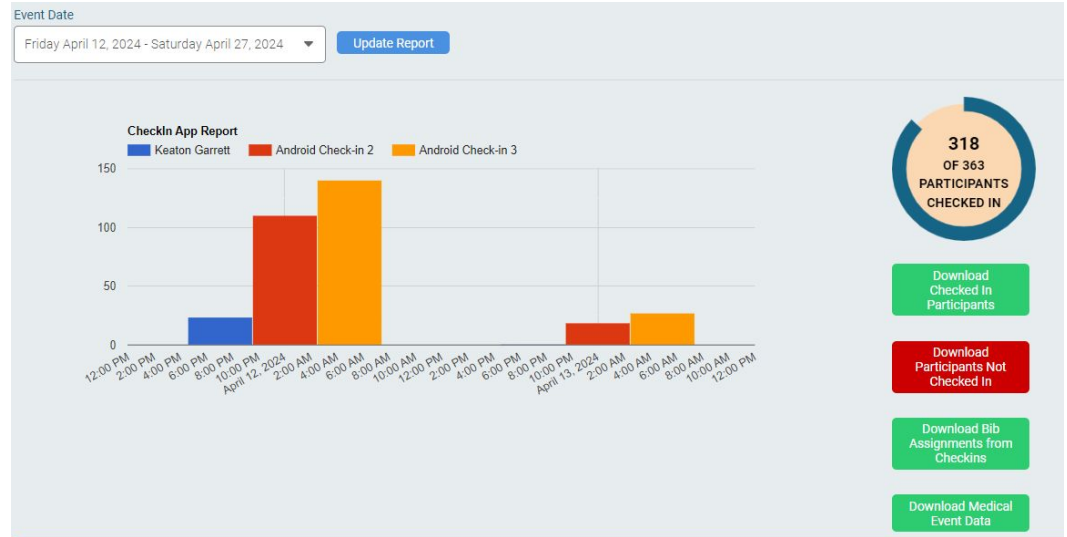 Event Date
Friday April 12, 2024 - Saturday April 27, 2024
Update Report
CheckIn App Report
Keaton Garrett
Android Check-in 2
Android Check-in 3
150
100
50
0
12:00 PM
2:00 PM
4:00 PM
6:00 PM
8:00 PM
10:00 PM
April 12, 2024
2:00 AM
4:00 AM
6:00 AM
8:00 AM
10:00 AM
12:00 PM
2:00 PM
4:00 PM
6:00 PM
8:00 PM
10:00 PM
April 13, 2024
2:00 AM
4:00 AM
6:00 AM
8:00 AM
10:00 AM
12:00 PM
318
OF 363
PARTICIPANTS
CHECKED IN
Download
Checked In
Participants
Download
Participants Not
Checked In
Download Bib
Assignments from
Checkins
Download Medical
Event Data